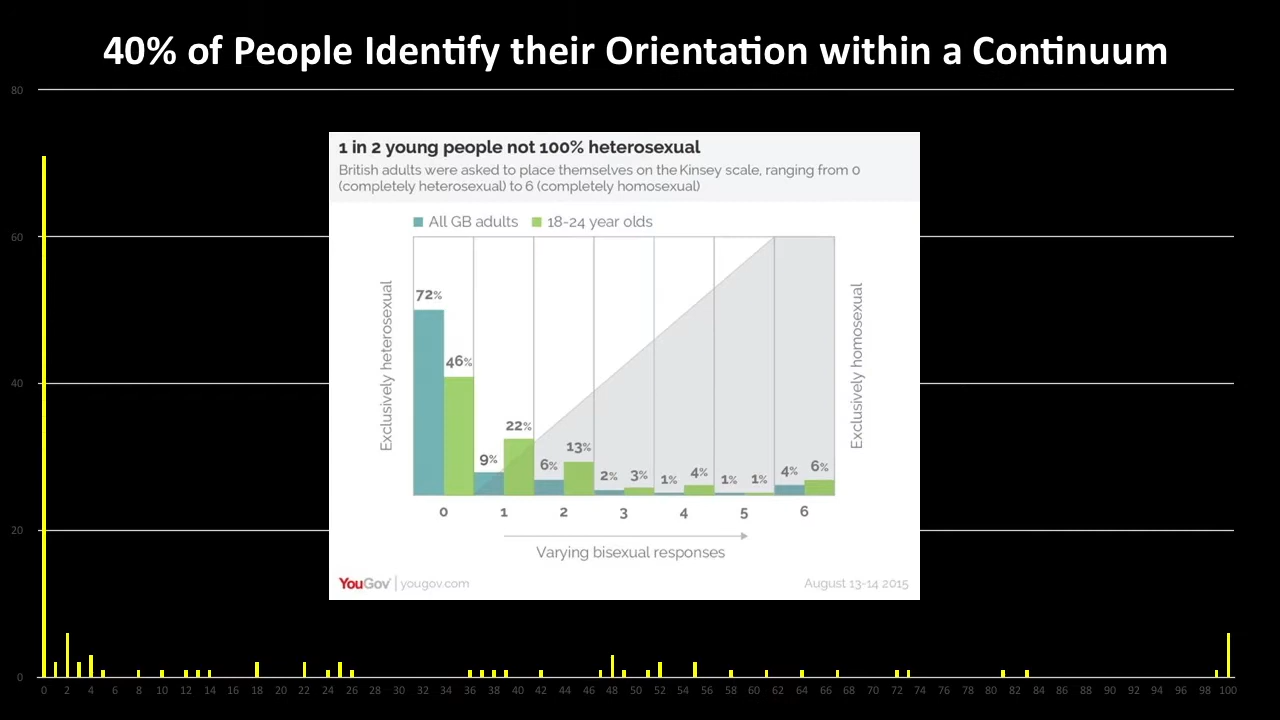 40% of People Identify their Orientation within a Continuum
80
60
40
20
0
1 in 2 young people not 100% heterosexual
British adults were asked to place themselves on the Kinsey scale, ranging from 0
(completely heterosexual) to 6 (completely homosexual)
All GB adults 18-24 year olds
Exclusively heterosexual
Exclusively homosexual
72% 46% 9% 22% 6% 13% 2% 3% 1% 4% 1% 1% 4% 6%
0 1 2 3 4 5 6
Varying bisexual responses
YouGov yougov.com August 13-14 2015
0 2 4 6 8 10 12 14 16 18 20 22 24 26 28 30 32 34 36 38 40 42 44 46 48 50 52 54 56 58 60 62 64 66 68 70 72 74 76 78 80 82 84 86 88 90 92 94 96 98 100